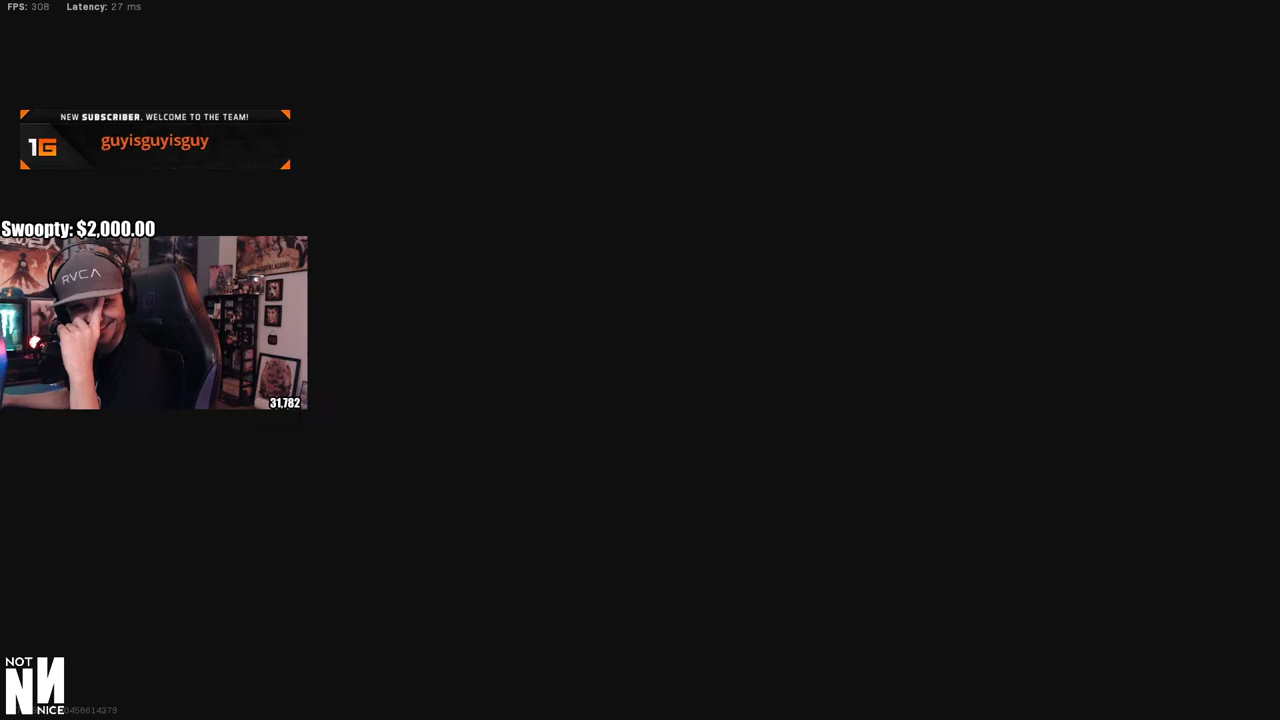 FPS: 308 Latency: 27 ms
NEW SUBSCRIBER, WELCOME TO THE TEAM!
1G
guyisguyisguy
Swoopty: $2,000.00
RVCA
31,782
NOT
NICE
0456614379